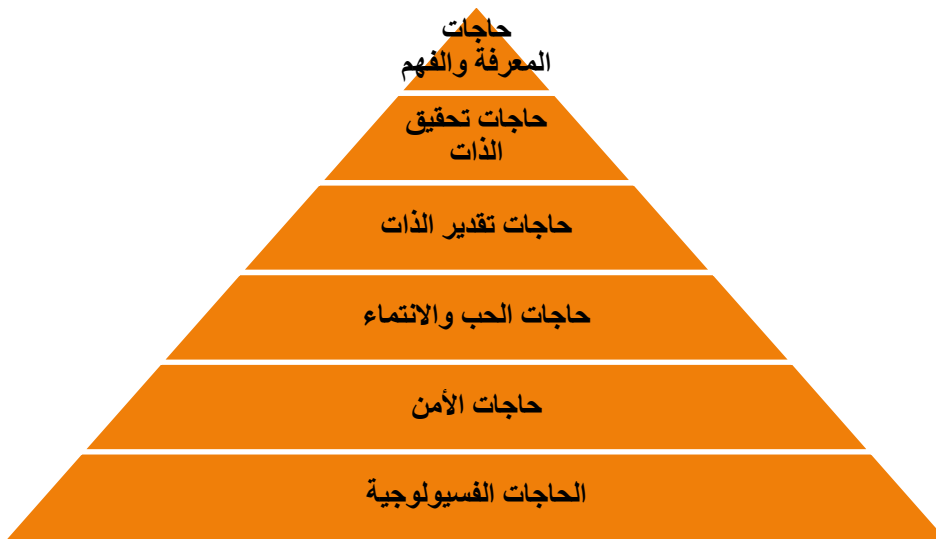 حاجات
المعرفة والفهم
حاجات تحقيق
الذات
حاجات تقدير الذات
حاجات الحب والانتماء
حاجات الأمن
الحاجات الفسيولوجية